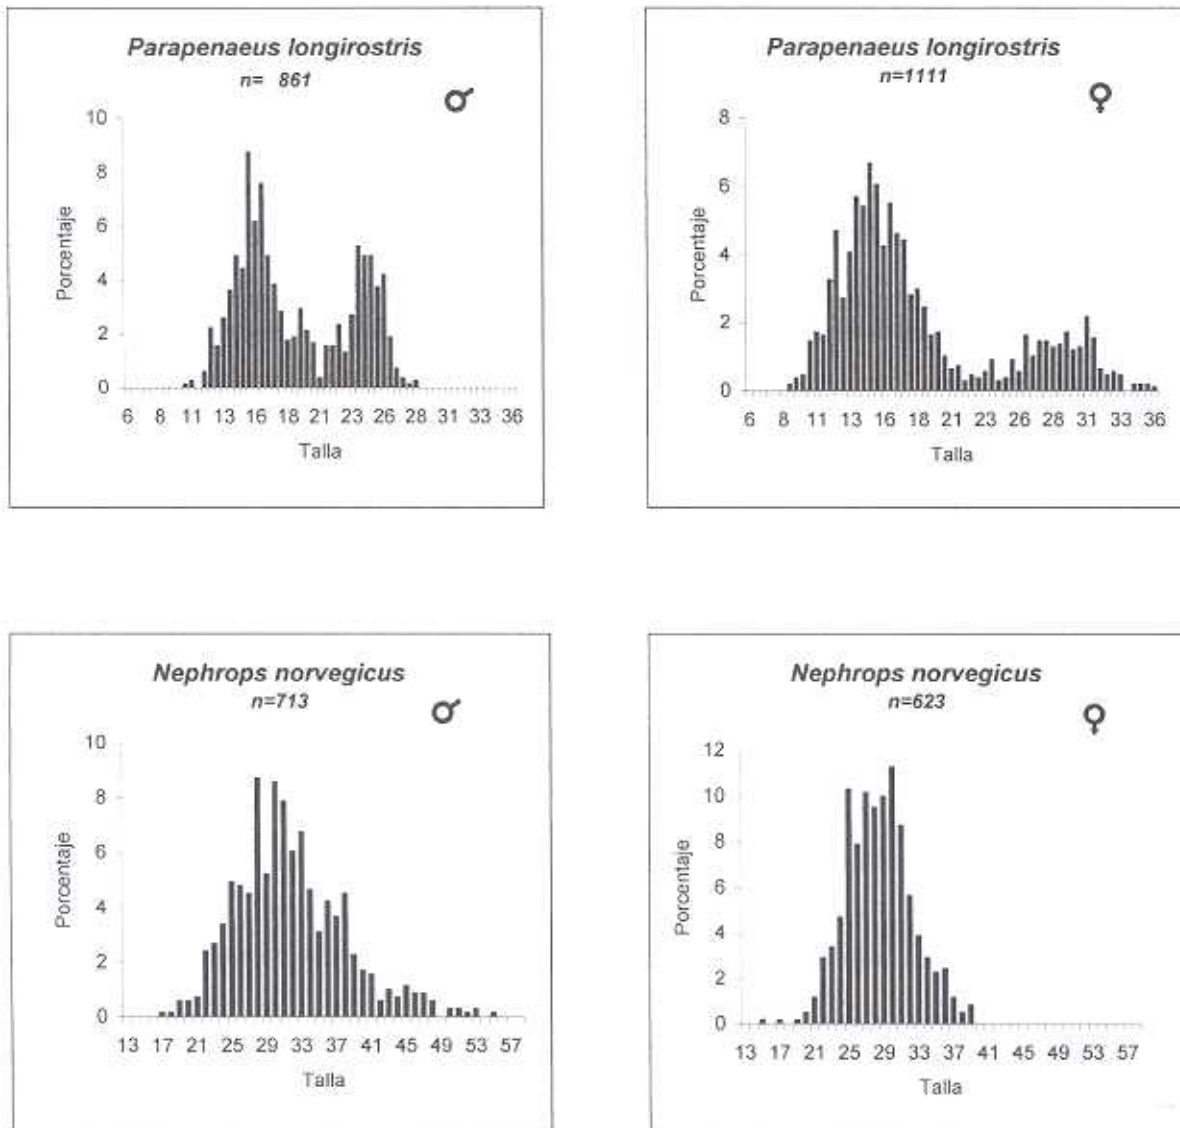 Parapenaeus longirostris
n= 861
10
8
6
4
2
0
Porcentaje
6 8 11 13 16 18 21 23 26 28 31 33 36
Talla
Parapenaeus longirostris
n=1111
8
6
4
2
0
Porcentaje
6 8 11 13 16 18 21 23 26 28 31 33 36
Talla
Nephrops norvegicus
n=713
10
8
6
4
2
0
Porcentaje
13 17 21 25 29 33 37 41 45 49 53 57
Talla
Nephrops norvegicus
n=623
12
10
8
6
4
2
0
Porcentaje
13 17 21 25 29 33 37 41 45 49 53 57
Talla